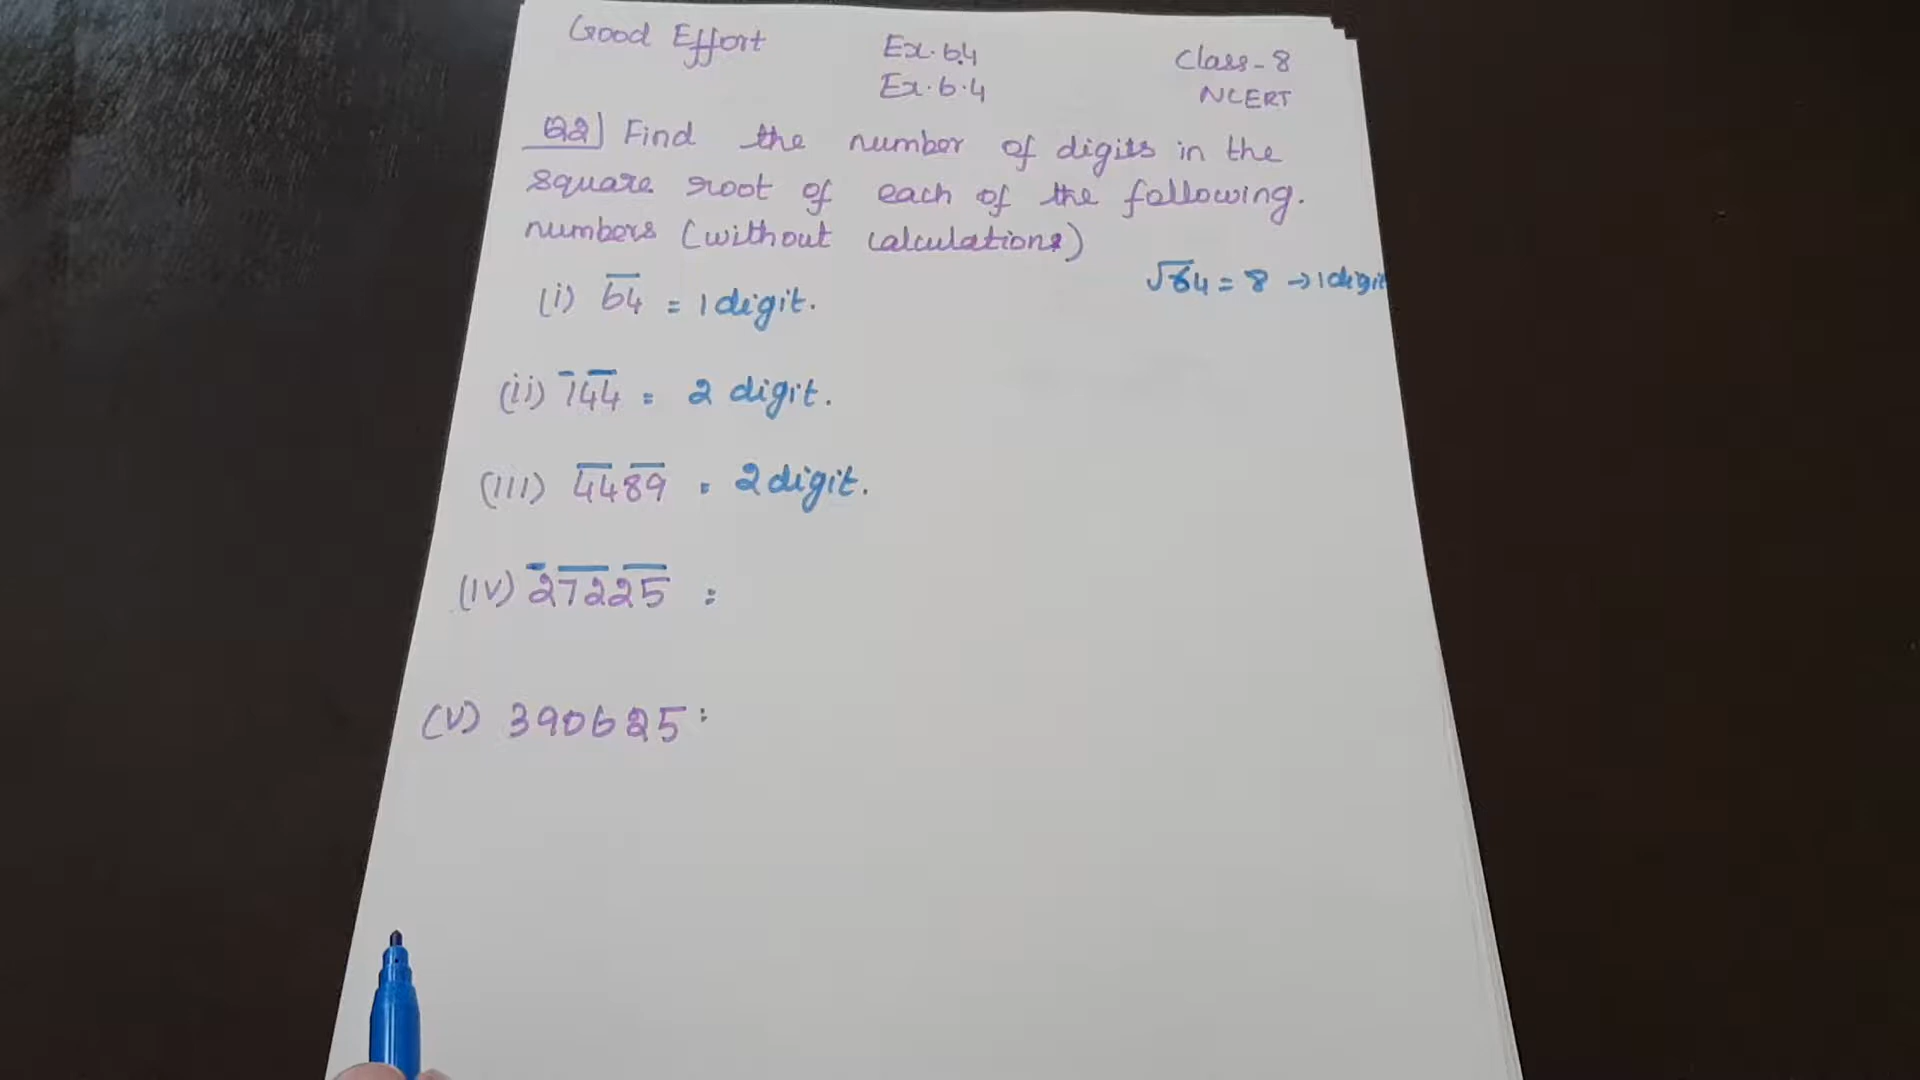 Good Effort Ex. 6.4 Class - 8
Ex. 6.4 NCERT
Q2) Find the number of digits in the
square root of each of the following.
numbers (without calculations)
√64 = 8 → 1 digit
(i) 64 = 1 digit.
(ii) 144 = 2 digit.
(iii) 4489 = 2 digit.
(iv) 27225 =
(v) 390625 :